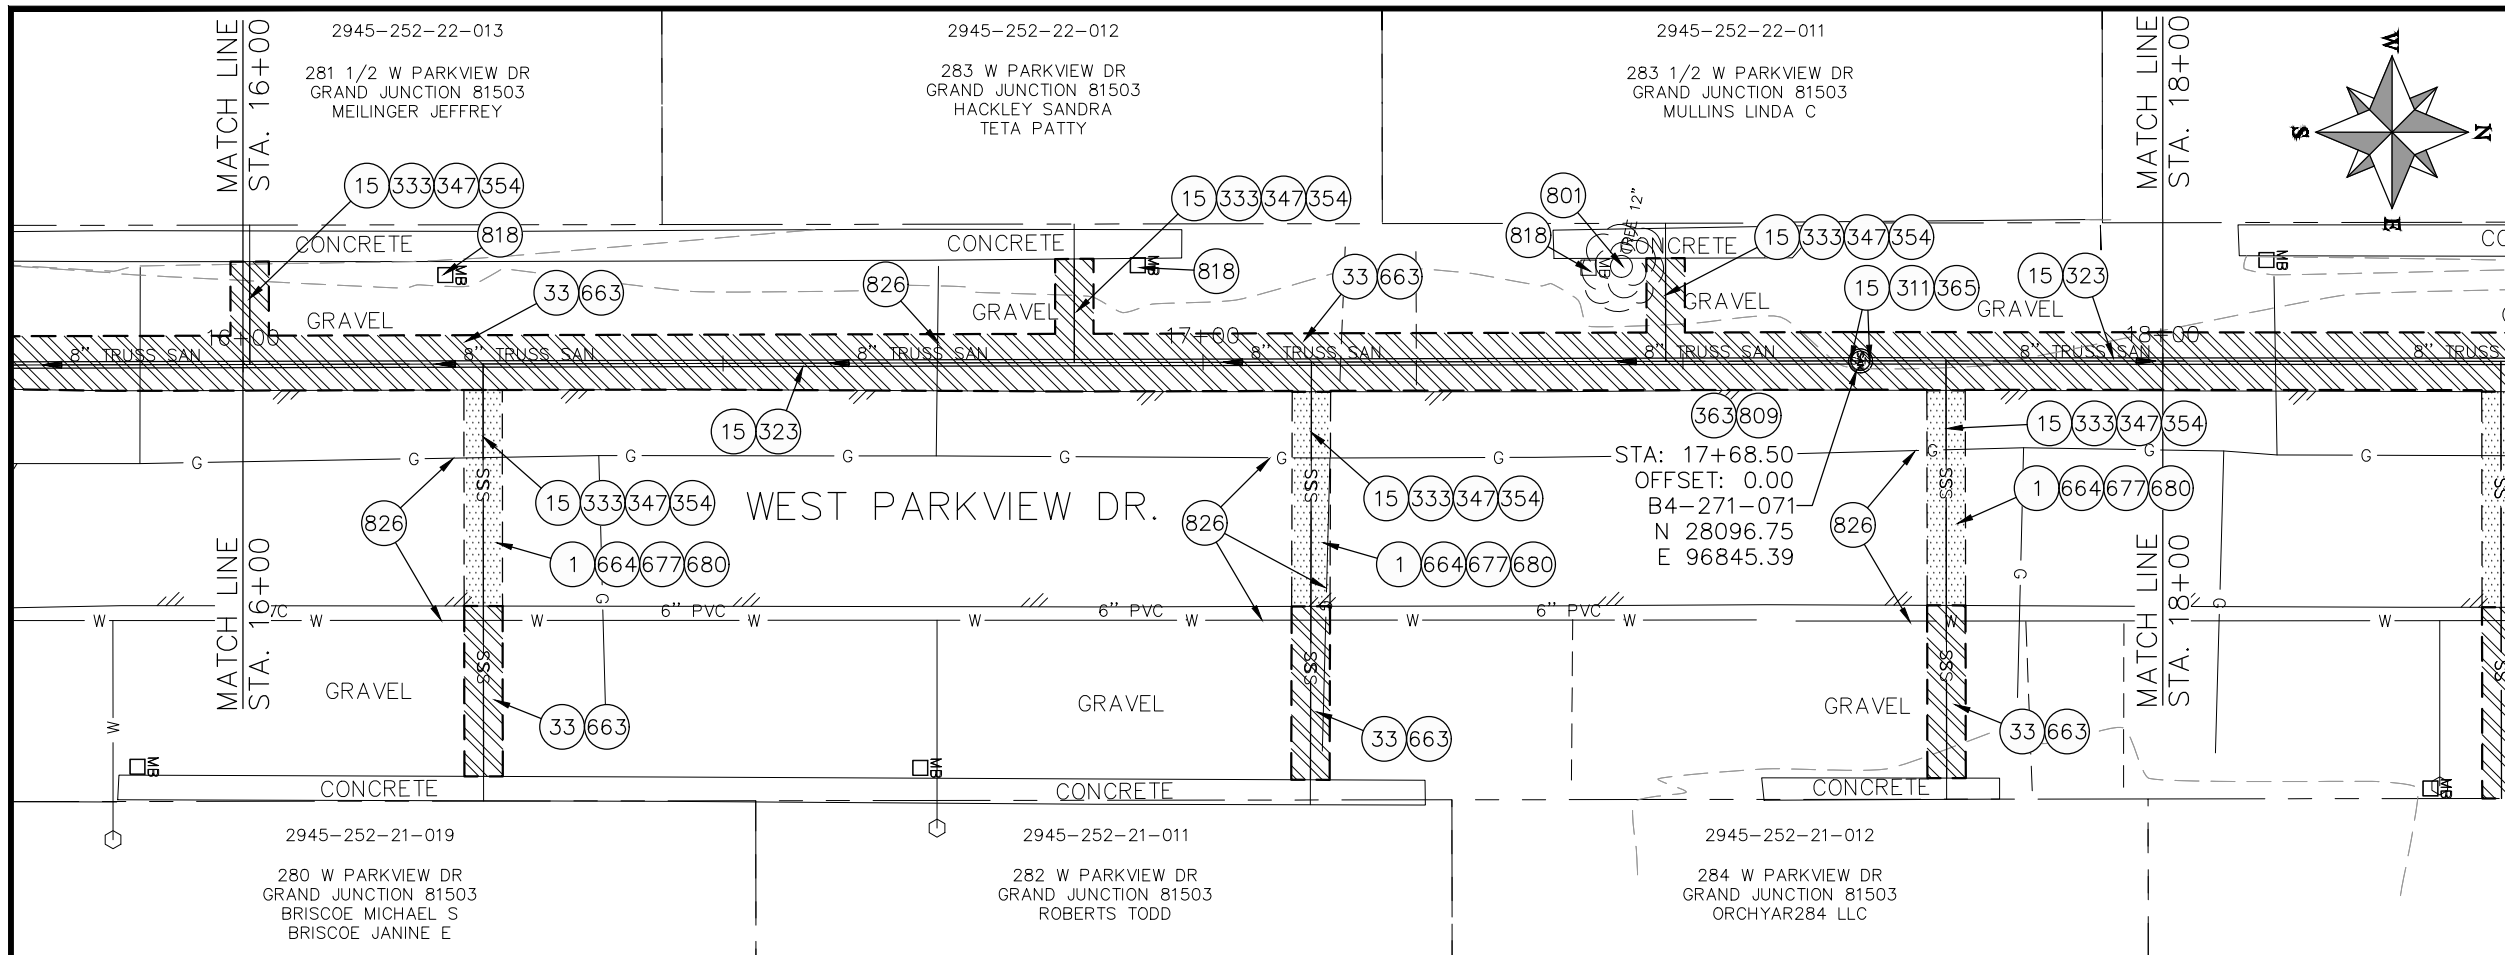 2945-252-22-013
281 1/2 W PARKVIEW DR
GRAND JUNCTION 81503
MEILINGER JEFFREY
2945-252-22-012
283 W PARKVIEW DR
GRAND JUNCTION 81503
HACKLEY SANDRA
TETA PATTY
2945-252-22-011
283 1/2 W PARKVIEW DR
GRAND JUNCTION 81503
MULLINS LINDA C
MATCH LINE
STA. 16+00
MATCH LINE
STA. 18+00
W
N
S
E
15 333 347 354
818
CONCRETE
MB
33 663
GRAVEL
826
15 333 347 354
CONCRETE
MB
818
GRAVEL
33 663
801
TREE 12"
818
MB
CONCRETE
15 333 347 354
GRAVEL
15 311 365
GRAVEL
15 323
MB
16+00
17+00
18+00
8" TRUSS SAN
8" TRUSS SAN
8" TRUSS SAN
8" TRUSS SAN
8" TRUSS SAN
8" TRUSS SAN
8" TRUSS
15 323
363 809
STA: 17+68.50
OFFSET: 0.00
B4-271-071
N 28096.75
E 96845.39
15 333 347 354
G G G G G G G G G G
SSS
15 333 347 354
WEST PARKVIEW DR.
SSS
15 333 347 354
SSS
1 664 677 680
826
826
826
1 664 677 680
1 664 677 680
G
G
G
MATCH LINE
STA. 16+00
MATCH LINE
STA. 18+00
6" PVC
6" PVC
6" PVC
W W W W W W W W W W
SSS
SSS
SSS
GRAVEL
GRAVEL
GRAVEL
W
33 663
33 663
33 663
MB
MB
MB
CONCRETE
CONCRETE
CONCRETE
2945-252-21-019
280 W PARKVIEW DR
GRAND JUNCTION 81503
BRISCOE MICHAEL S
BRISCOE JANINE E
2945-252-21-011
282 W PARKVIEW DR
GRAND JUNCTION 81503
ROBERTS TODD
2945-252-21-012
284 W PARKVIEW DR
GRAND JUNCTION 81503
ORCHYAR284 LLC